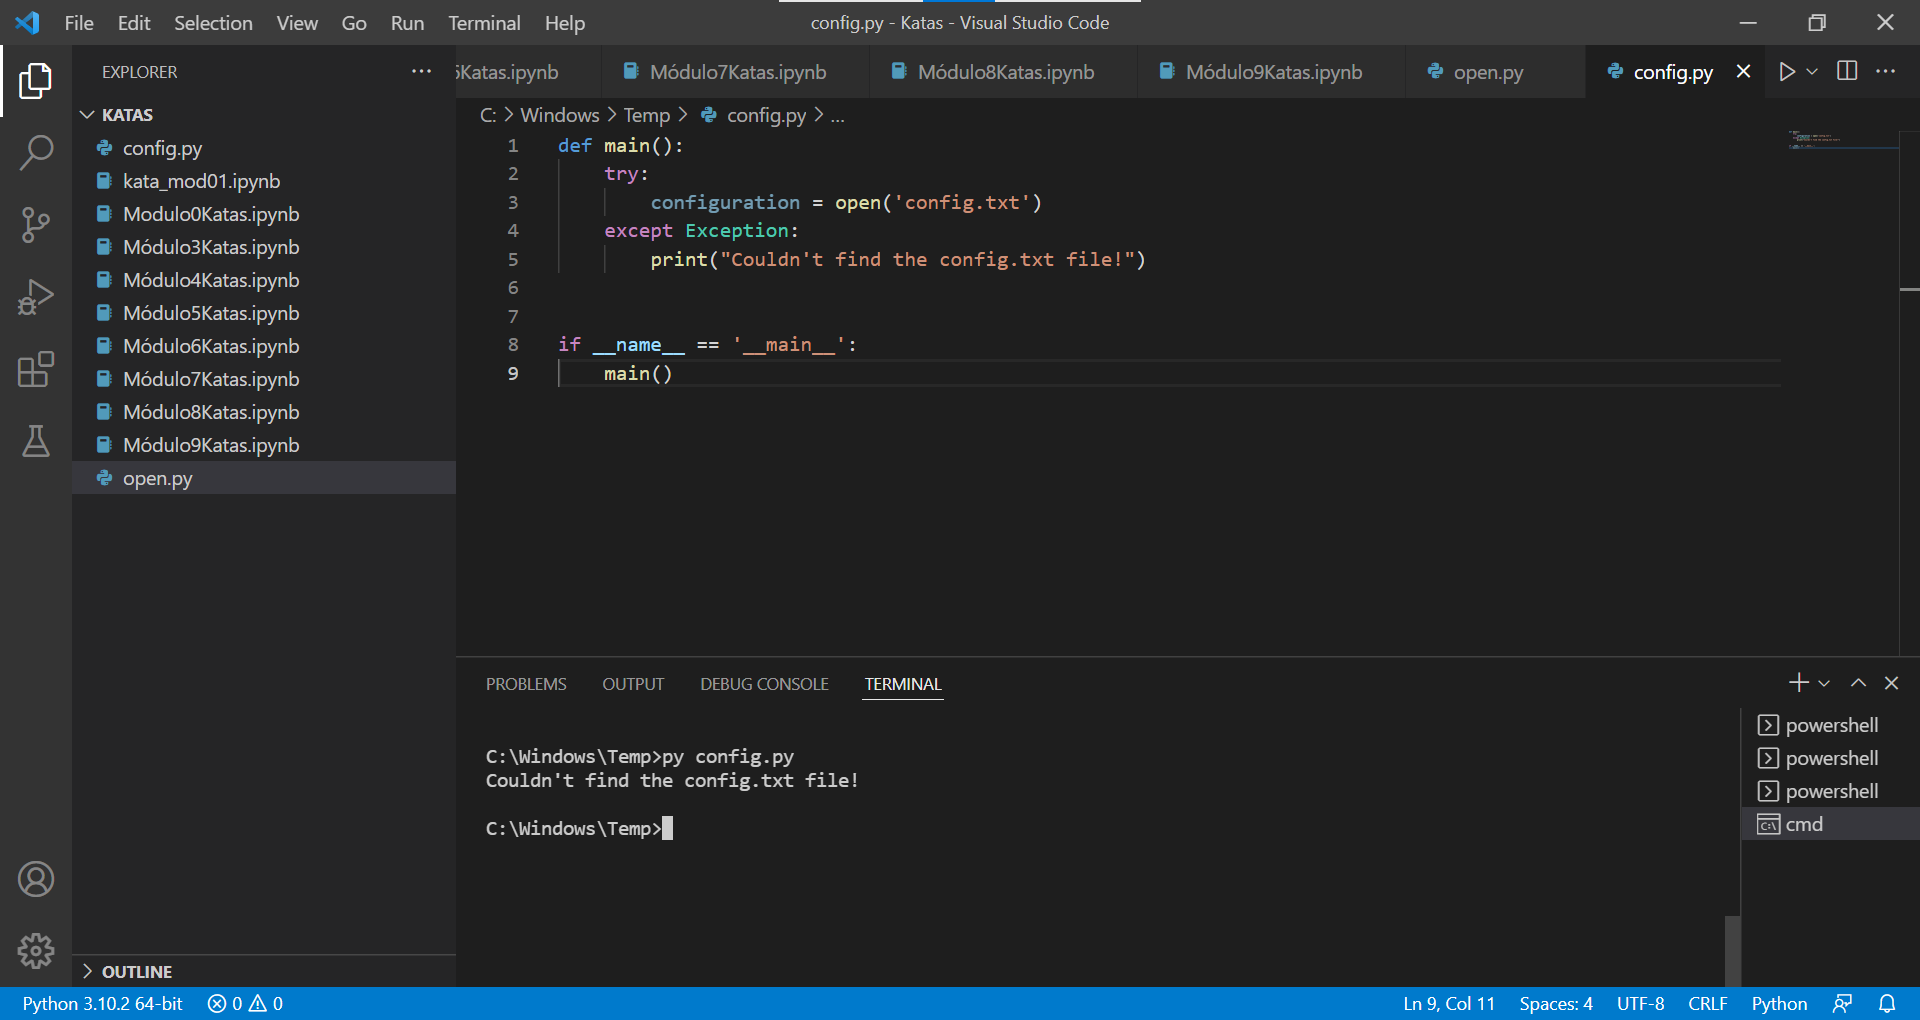 File Edit Selection View Go Run Terminal Help
config.py - Katas - Visual Studio Code
EXPLORER
KATAS
config.py
kata_mod01.ipynb
Modulo0Katas.ipynb
Módulo3Katas.ipynb
Módulo4Katas.ipynb
Módulo5Katas.ipynb
Módulo6Katas.ipynb
Módulo7Katas.ipynb
Módulo8Katas.ipynb
Módulo9Katas.ipynb
open.py
OUTLINE
6Katas.ipynb Módulo7Katas.ipynb Módulo8Katas.ipynb Módulo9Katas.ipynb open.py config.py
C: > Windows > Temp > config.py > ...
1 def main():
2     try:
3         configuration = open('config.txt')
4     except Exception:
5         print("Couldn't find the config.txt file!")
6
7
8 if __name__ == '__main__':
9     main()
PROBLEMS OUTPUT DEBUG CONSOLE TERMINAL
C:\Windows\Temp>py config.py
Couldn't find the config.txt file!
C:\Windows\Temp>
powershell
powershell
powershell
cmd
Python 3.10.2 64-bit 0 0 Ln 9, Col 11 Spaces: 4 UTF-8 CRLF Python